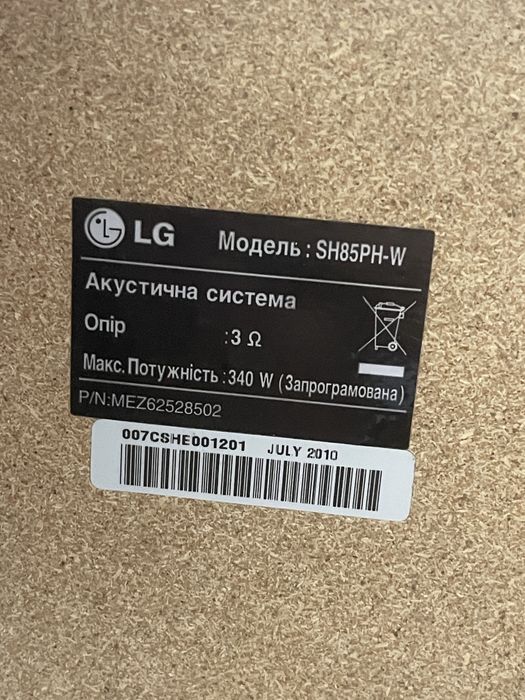 LG Модель : SH85PH-W
Акустична система
Опір :3 Ω
Макс.Потужність :340 W (Запрограмована)
P/N:MEZ62528502
007CSHE001201 JULY 2010